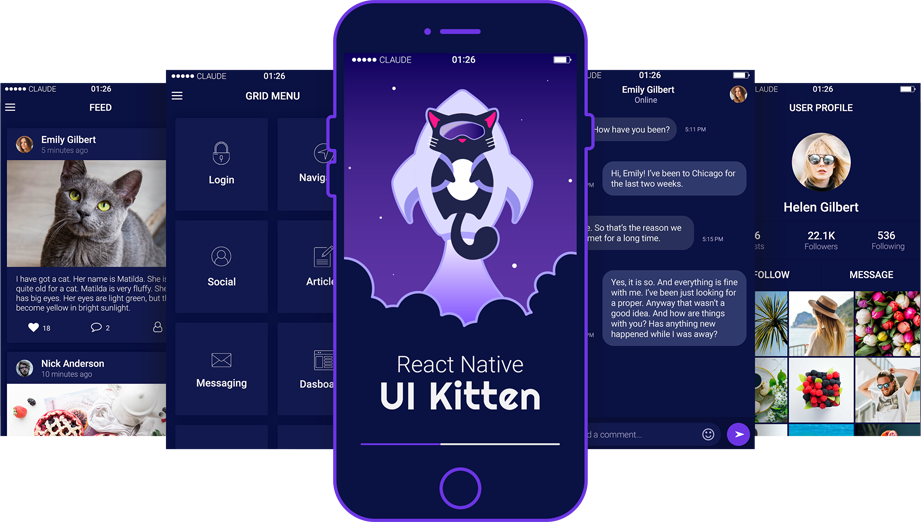 CLAUDE 01:26
FEED
Emily Gilbert
5 minutes ago
I have got a cat. Her name is Matilda. She is
quite old for a cat. Matilda is very fluffy. She
has big eyes. Her eyes are light green, but th
become yellow in bright sunlight.
18 2
Nick Anderson
10 minutes ago
CLAUDE 01:26
GRID MENU
Login
Naviga
Social
Article
Messaging
Dasboa
CLAUDE 01:26
React Native
UI Kitten
UDE 01:26
Emily Gilbert
Online
How have you been? 5:11 PM
Hi, Emily! I've been to Chicago for
the last two weeks.
PM
e. So that's the reason we
met for a long time. 5:15 PM
Yes, it is so. And everything is fine
with me. I've been just looking for
a proper. Anyway that wasn't a
good idea. And how are things
with you? Has anything new
happened while I was away?
PM
d a comment...
LAUDE 01:26
USER PROFILE
Helen Gilbert
6 22.1K 536
sts Followers Following
FOLLOW MESSAGE